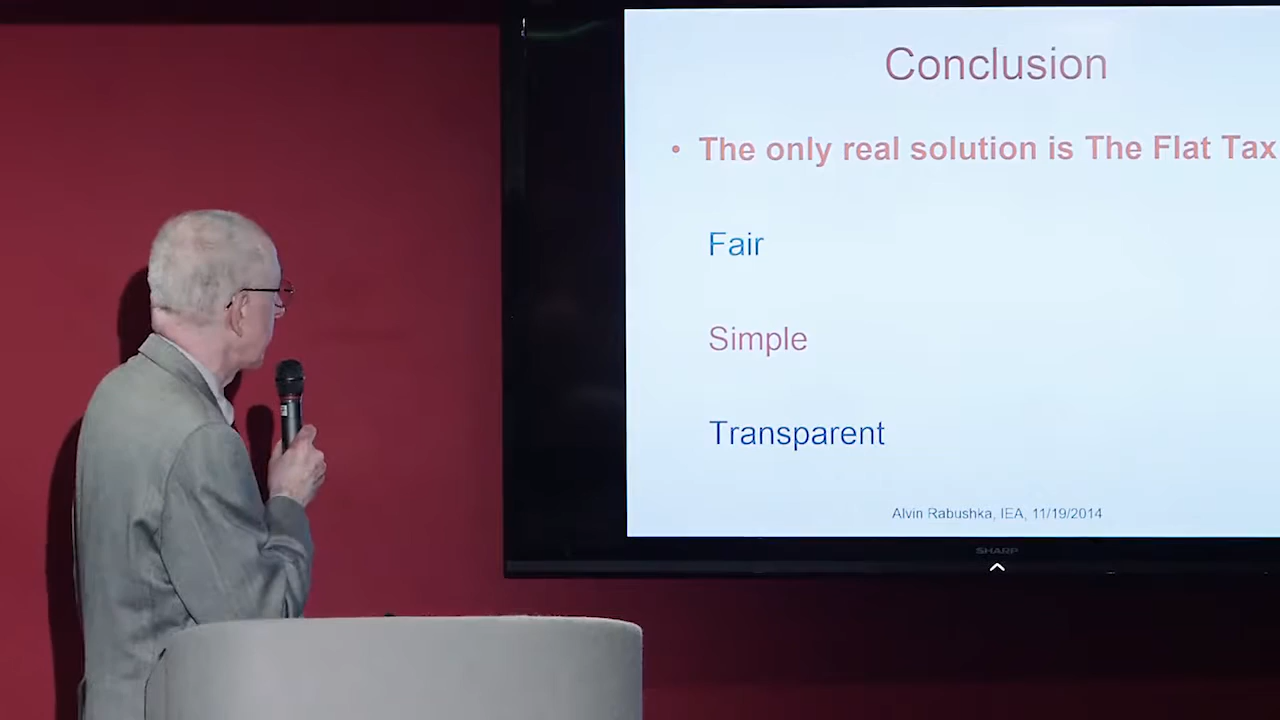 Conclusion
• The only real solution is The Flat Tax
Fair
Simple
Transparent
Alvin Rabushka, IEA, 11/19/2014
SHARP